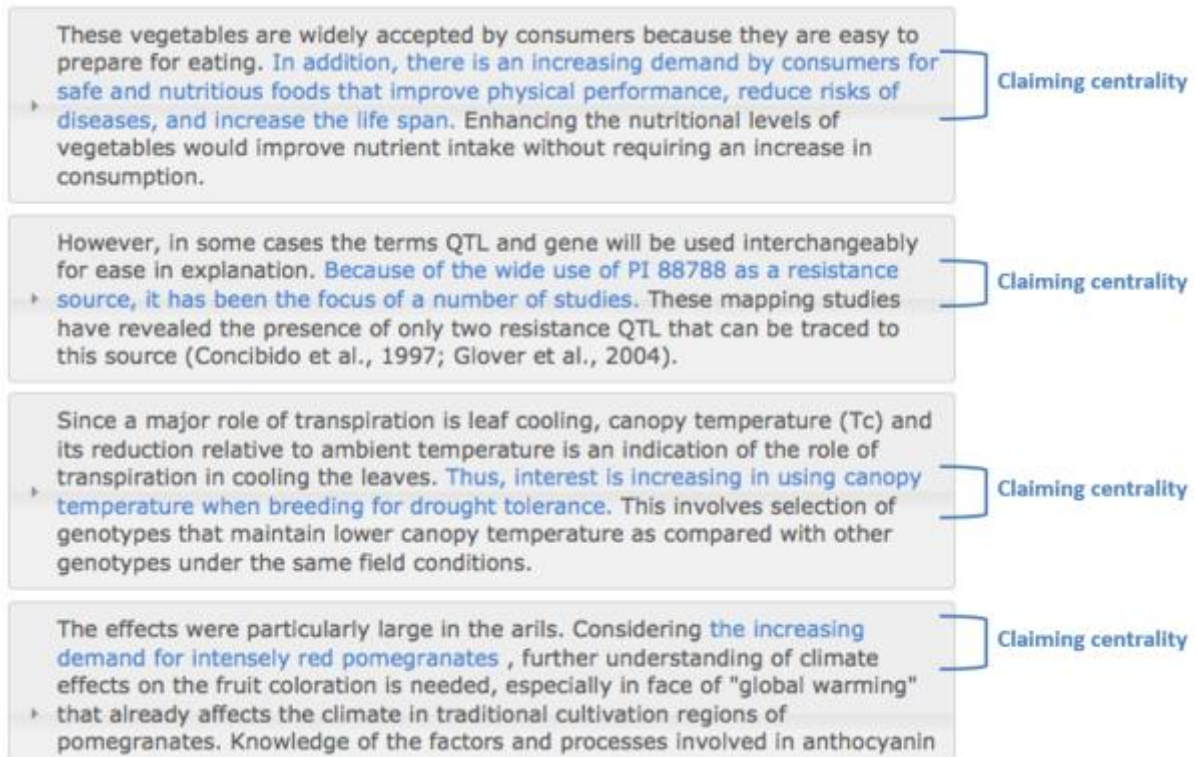 These vegetables are widely accepted by consumers because they are easy to
prepare for eating. In addition, there is an increasing demand by consumers for
safe and nutritious foods that improve physical performance, reduce risks of
diseases, and increase the life span. Enhancing the nutritional levels of
vegetables would improve nutrient intake without requiring an increase in
consumption.
Claiming centrality
However, in some cases the terms QTL and gene will be used interchangeably
for ease in explanation. Because of the wide use of PI 88788 as a resistance
source, it has been the focus of a number of studies. These mapping studies
have revealed the presence of only two resistance QTL that can be traced to
this source (Concibido et al., 1997; Glover et al., 2004).
Claiming centrality
Since a major role of transpiration is leaf cooling, canopy temperature (Tc) and
its reduction relative to ambient temperature is an indication of the role of
transpiration in cooling the leaves. Thus, interest is increasing in using canopy
temperature when breeding for drought tolerance. This involves selection of
genotypes that maintain lower canopy temperature as compared with other
genotypes under the same field conditions.
Claiming centrality
The effects were particularly large in the arils. Considering the increasing
demand for intensely red pomegranates , further understanding of climate
effects on the fruit coloration is needed, especially in face of "global warming"
that already affects the climate in traditional cultivation regions of
pomegranates. Knowledge of the factors and processes involved in anthocyanin
Claiming centrality